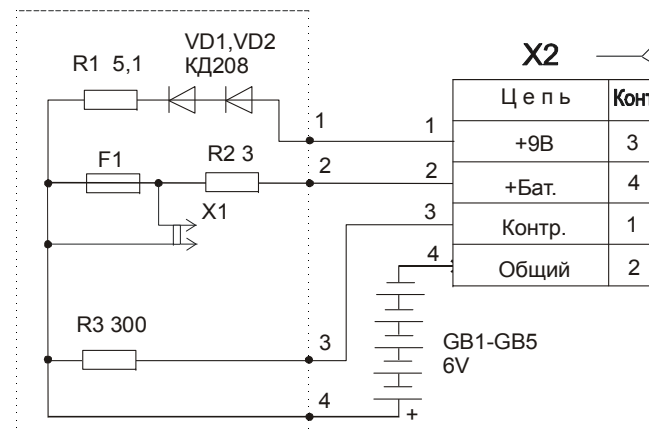 VD1,VD2
R1 5,1 КД208
X2
Цепь Конт
1 1 +9В 3
F1 R2 3
2 2 +Бат. 4
X1
3 Контр. 1
4 Общий 2
R3 300
3
GB1-GB5
6V
4
+